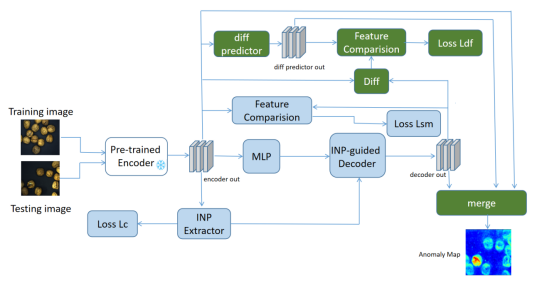 diff
predictor
diff predictor out
Feature
Comparision
Loss Ldf
Diff
Training image
Feature
Comparision
Loss Lsm
Pre-trained
Encoder
encoder out
MLP
INP-guided
Decoder
decoder out
Testing image
Loss Lc
INP
Extractor
merge
Anomaly Map